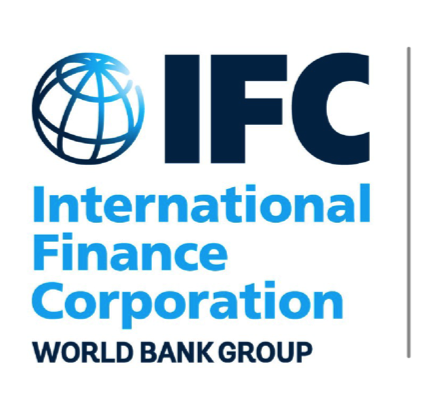 IFC
International
Finance
Corporation
WORLD BANK GROUP